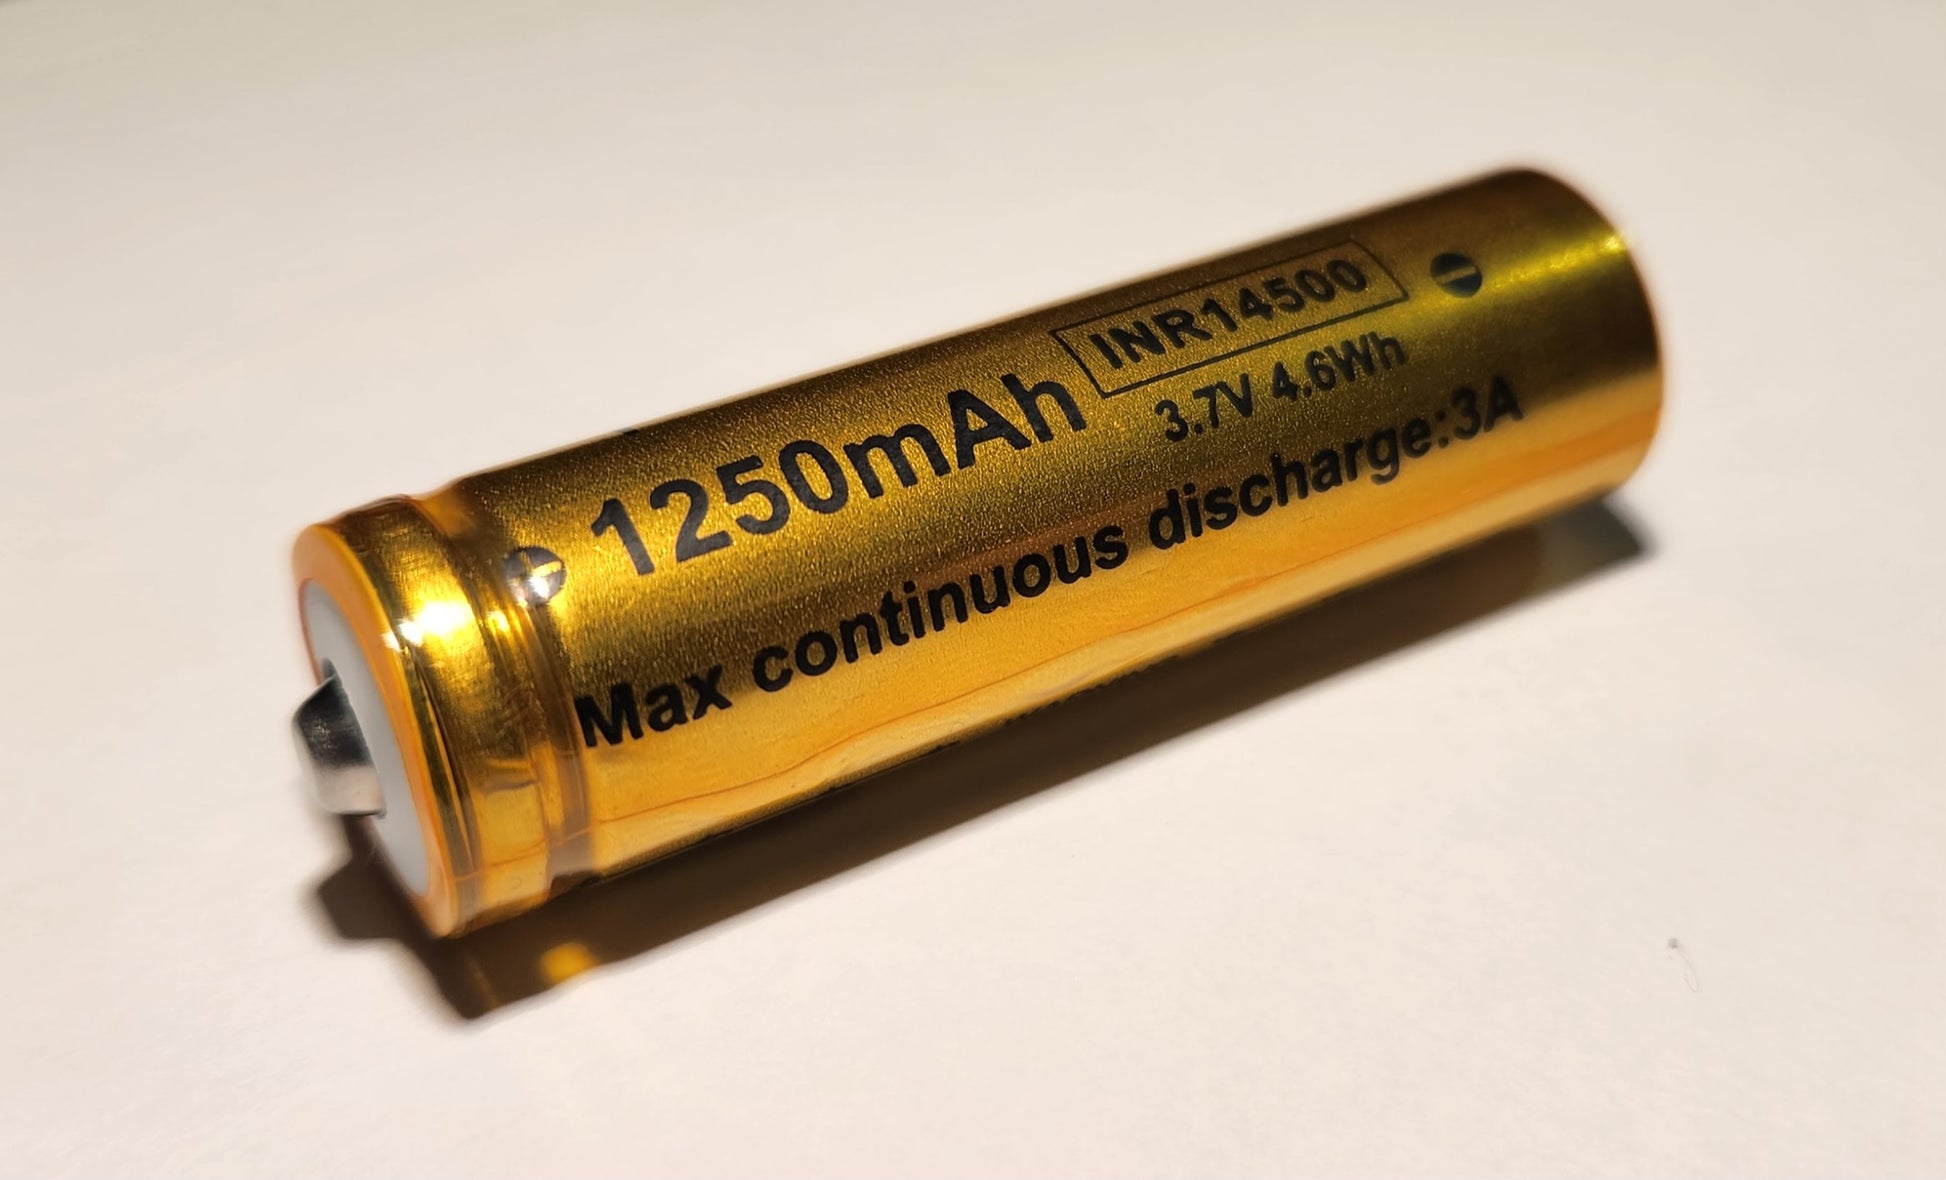 1250mAh
INR14500
3.7V 4.6Wh
Max continuous discharge:3A